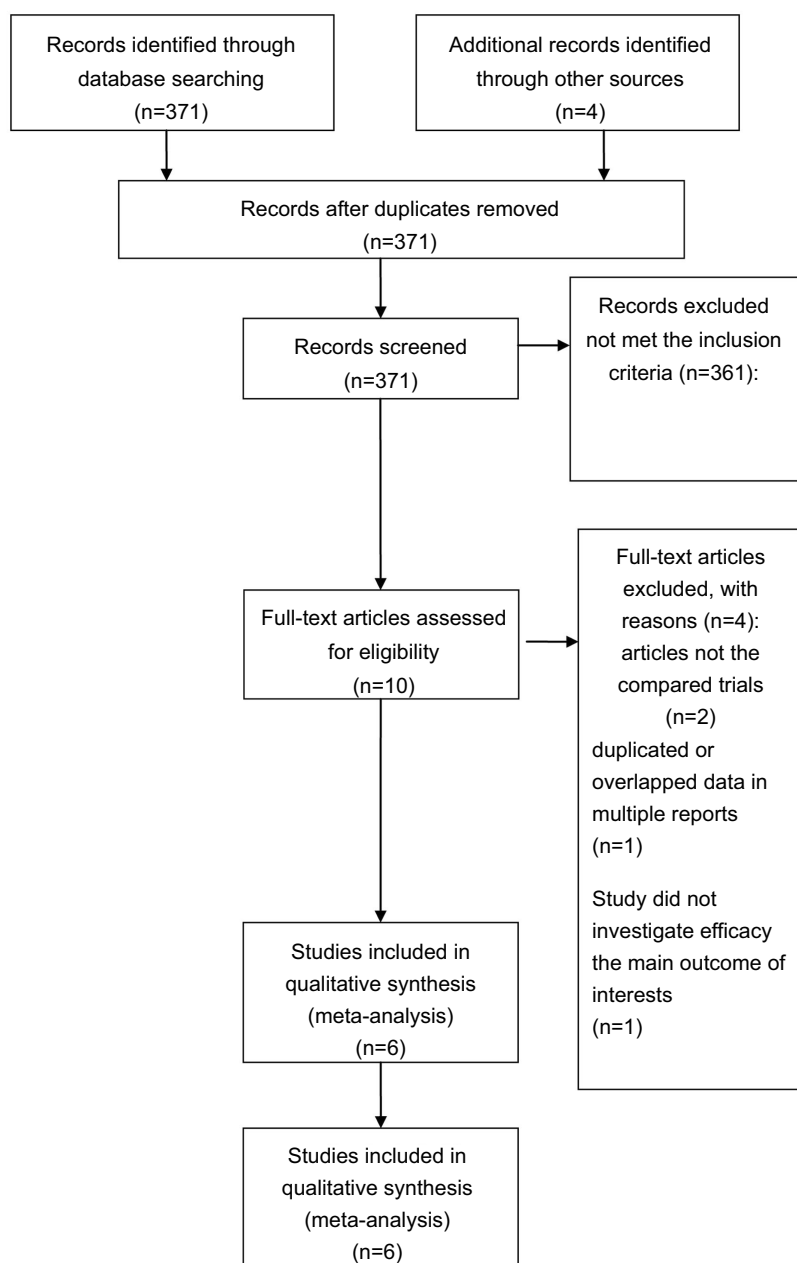 Records identified through
database searching
(n=371)
Additional records identified
through other sources
(n=4)
Records after duplicates removed
(n=371)
Records screened
(n=371)
Records excluded
not met the inclusion
criteria (n=361):
Full-text articles assessed
for eligibility
(n=10)
Full-text articles
excluded, with
reasons (n=4):
articles not the
compared trials
(n=2)
duplicated or
overlapped data in
multiple reports
(n=1)
Study did not
investigate efficacy
the main outcome of
interests
(n=1)
Studies included in
qualitative synthesis
(meta-analysis)
(n=6)
Studies included in
qualitative synthesis
(meta-analysis)
(n=6)